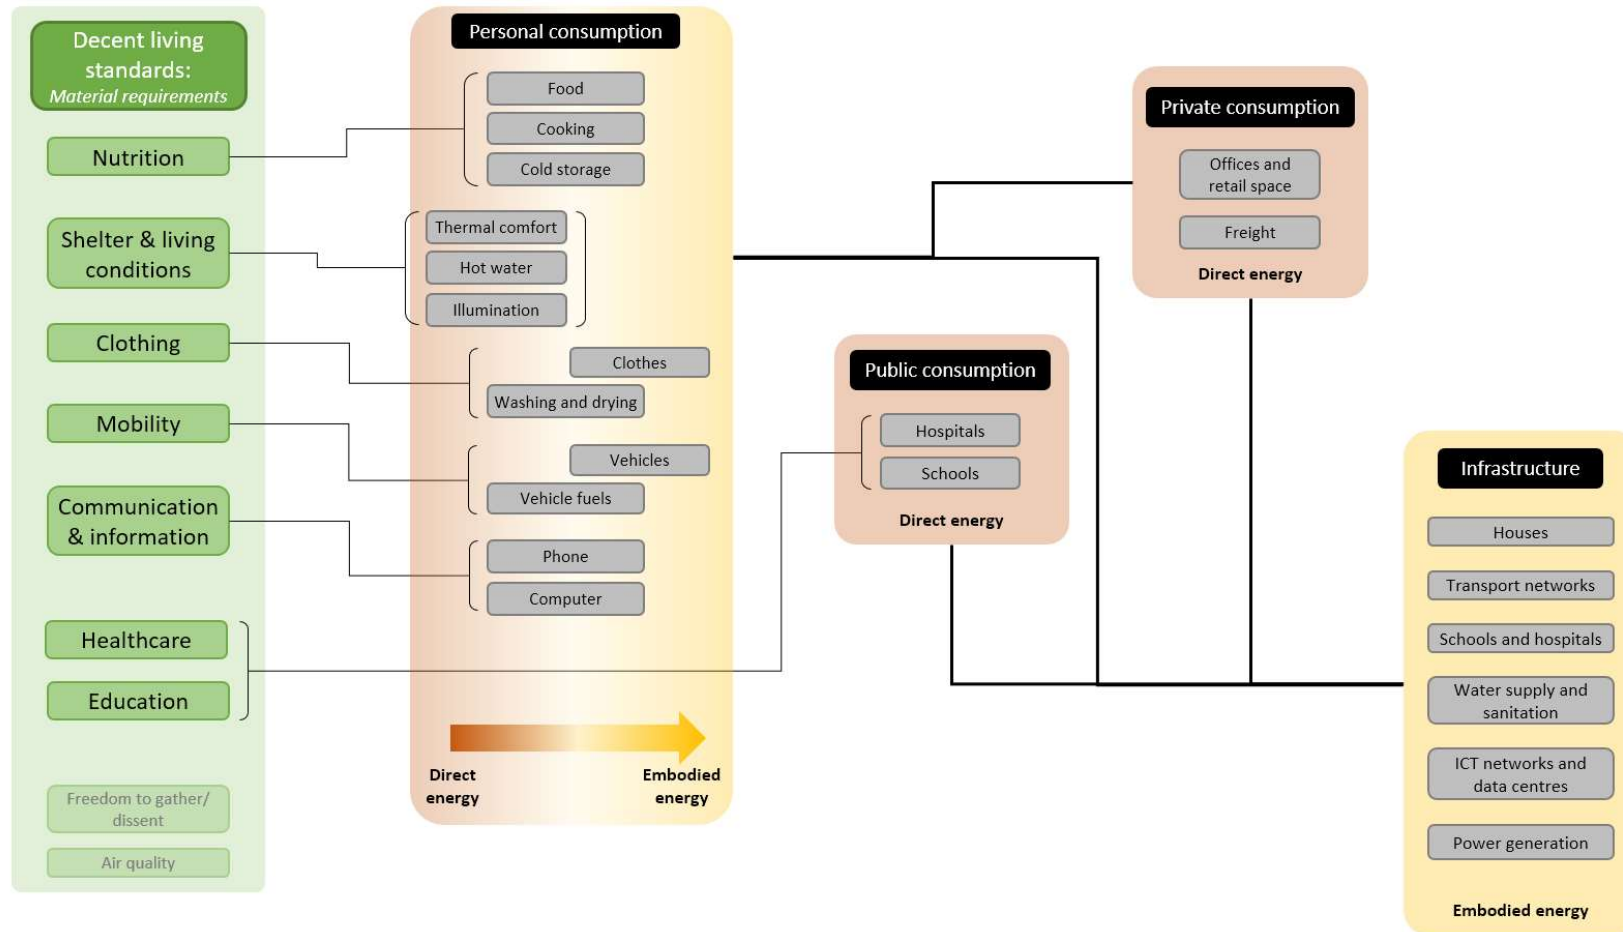 Decent living
standards:
Material requirements
Nutrition
Shelter & living
conditions
Clothing
Mobility
Communication
& information
Healthcare
Education
Freedom to gather/
dissent
Air quality
Personal consumption
Food
Cooking
Cold storage
Thermal comfort
Hot water
Illumination
Clothes
Washing and drying
Vehicles
Vehicle fuels
Phone
Computer
Direct
energy
Embodied
energy
Public consumption
Hospitals
Schools
Direct energy
Private consumption
Offices and
retail space
Freight
Direct energy
Infrastructure
Houses
Transport networks
Schools and hospitals
Water supply and
sanitation
ICT networks and
data centres
Power generation
Embodied energy